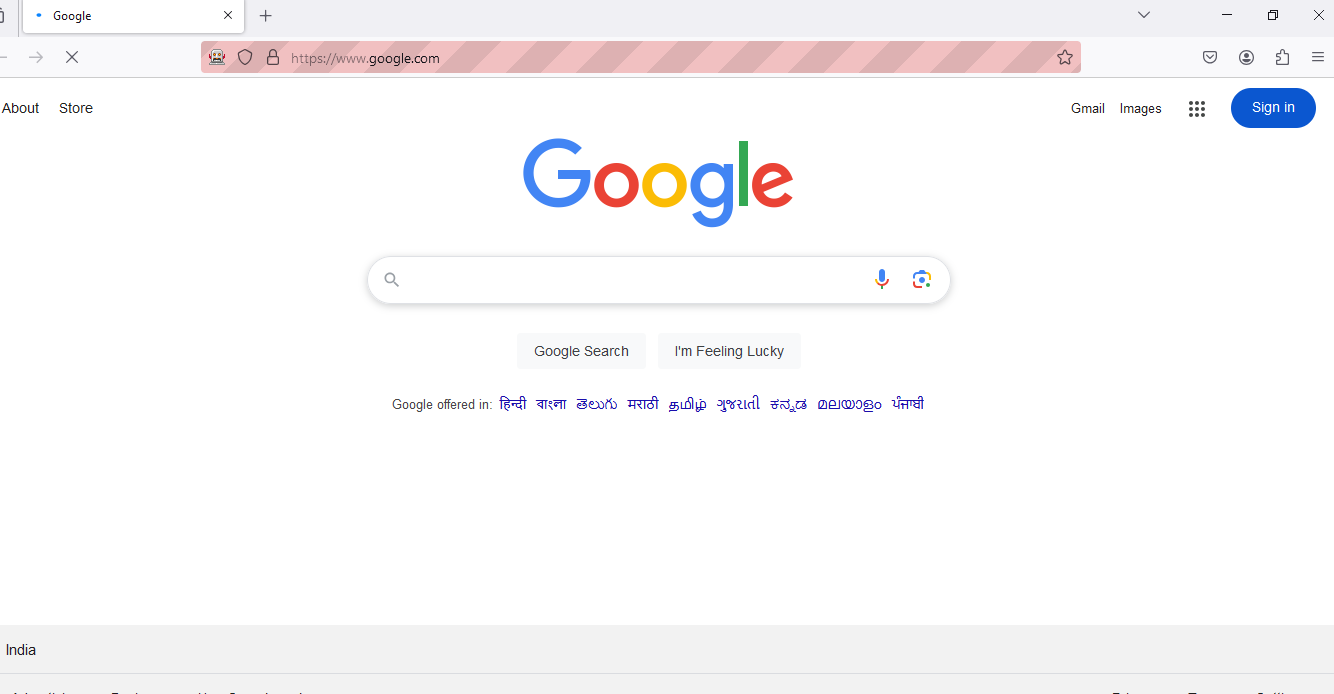 Google
https://www.google.com
About Store Gmail Images Sign in
Google
Google Search I'm Feeling Lucky
Google offered in: हिन्दी বাংলা తెలుగు मराठी தமிழ் ગુજરાતી ಕನ್ನಡ മലയാളം ਪੰਜਾਬੀ
India